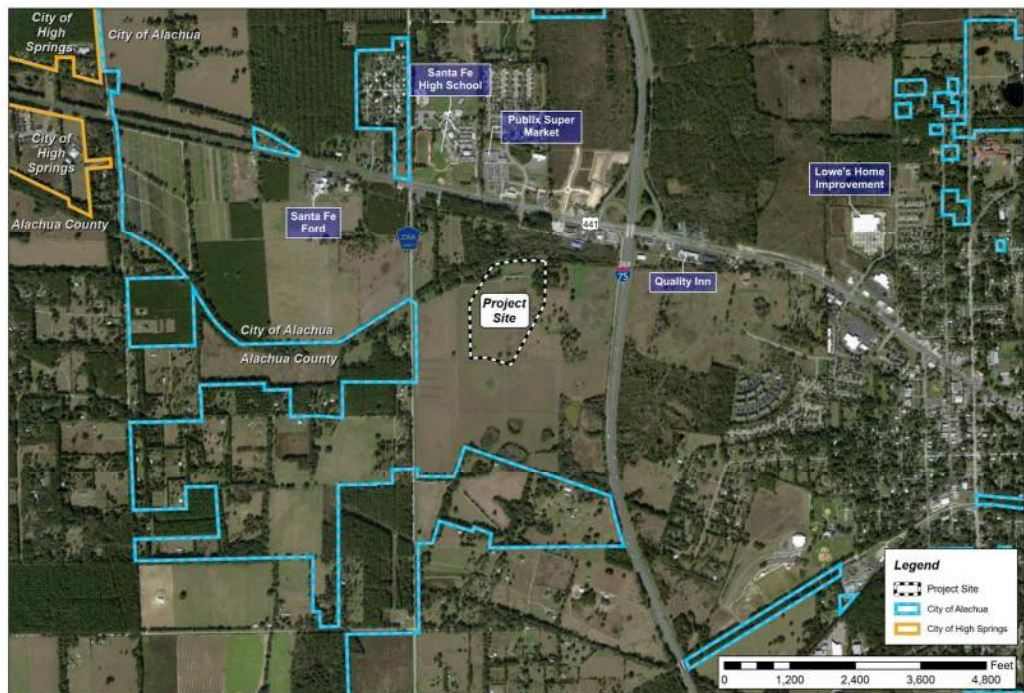 City of
High
Springs
City of Alachua
Santa Fe
High School
Publix Super
Market
City of
High
Springs
Lowe's Home
Improvement
Alachua County
Santa Fe
Ford
441
235A
75
Quality Inn
Project
Site
City of Alachua
Alachua County
Legend
Project Site
City of Alachua
City of High Springs
Feet
0 1,200 2,400 3,600 4,800